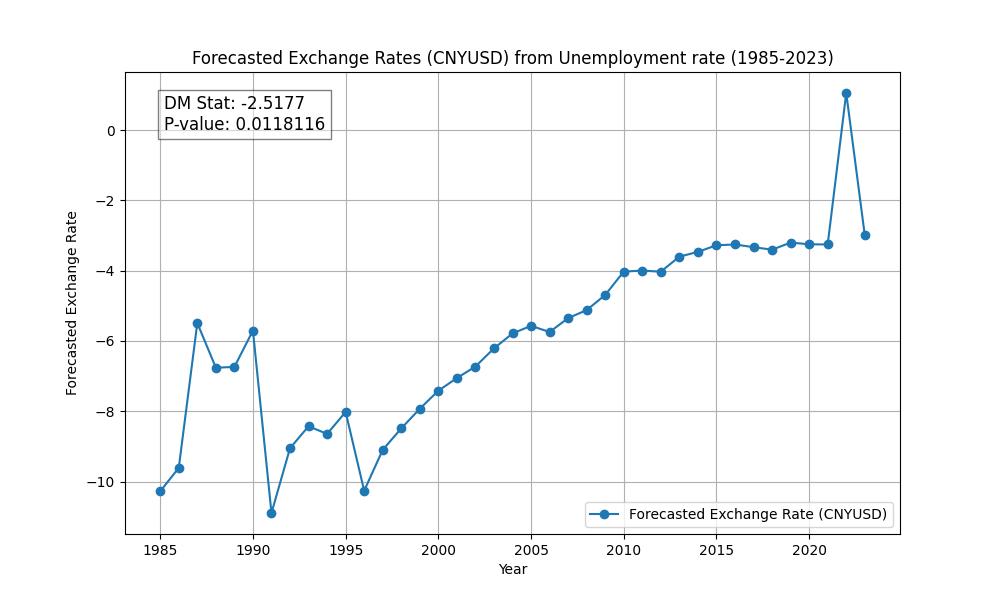 Forecasted Exchange Rates (CNYUSD) from Unemployment rate (1985-2023)
DM Stat: -2.5177
P-value: 0.0118116
Forecasted Exchange Rate
0
−2
−4
−6
−8
−10
Forecasted Exchange Rate (CNYUSD)
1985 1990 1995 2000 2005 2010 2015 2020
Year